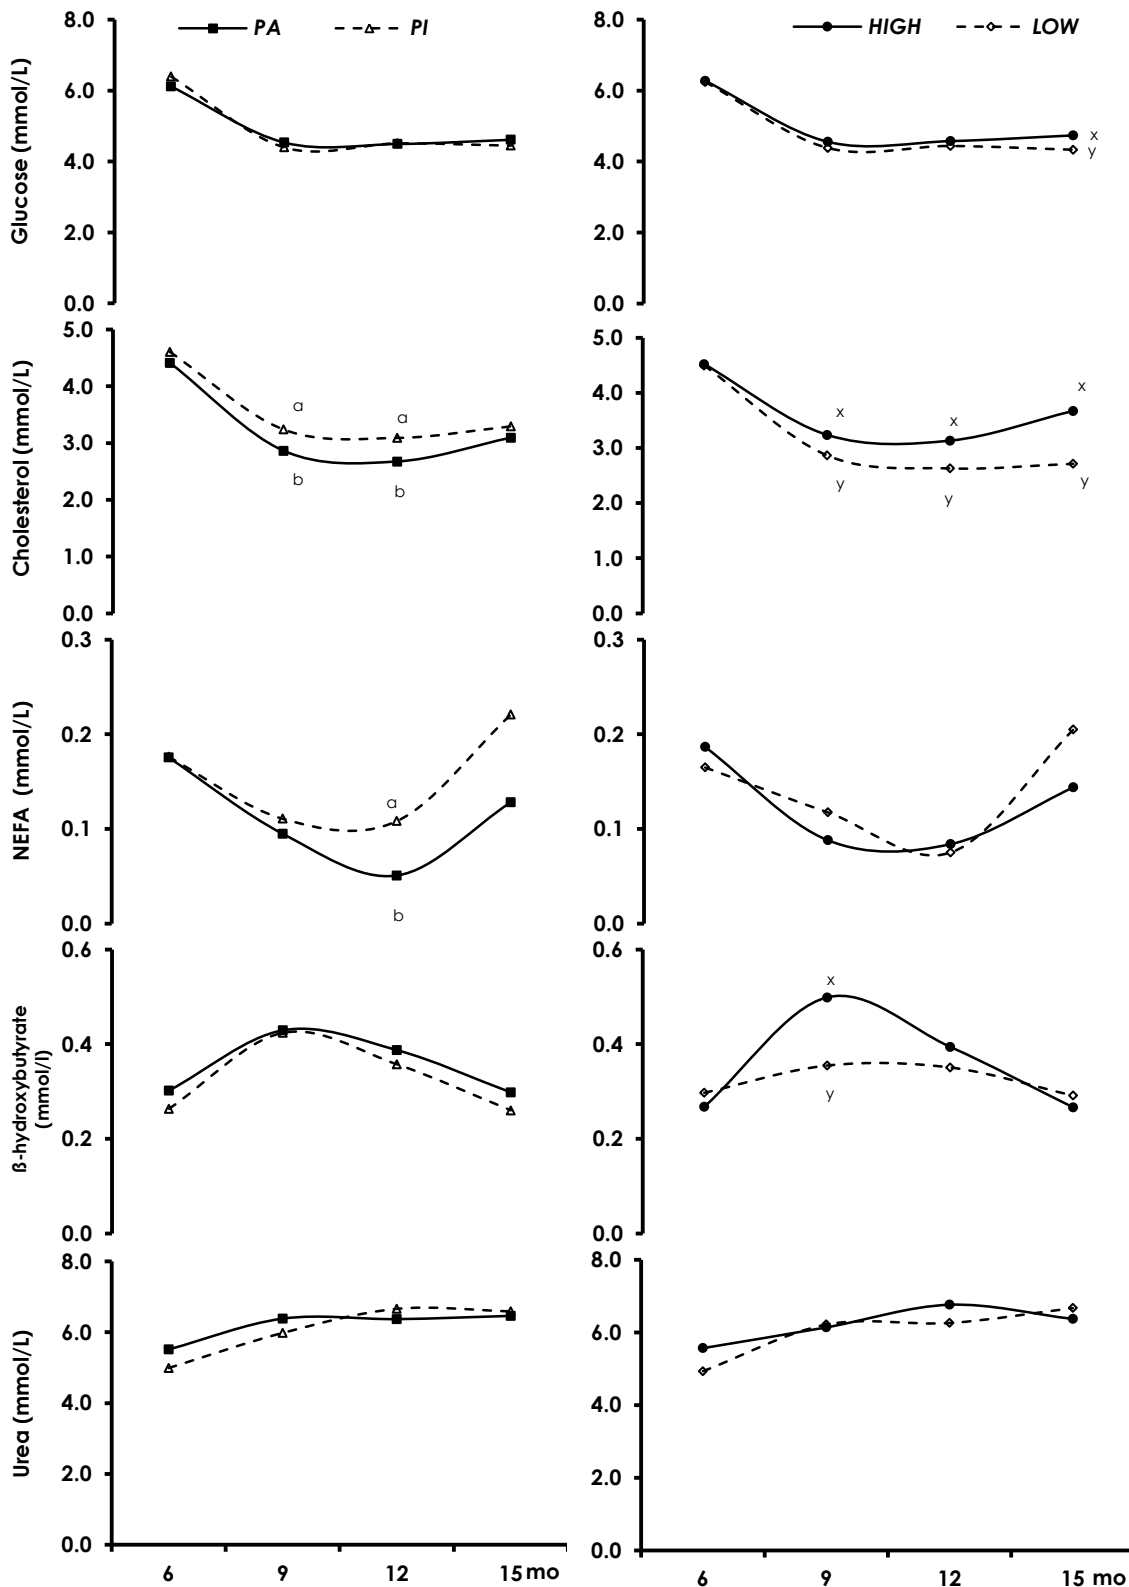 PA PI
Glucose (mmol/L)
8.0
6.0
4.0
2.0
0.0
HIGH LOW
8.0
6.0
4.0
2.0
0.0
x
y
Cholesterol (mmol/L)
5.0
4.0
3.0
2.0
1.0
0.0
a a
b b
5.0
4.0
3.0
2.0
1.0
0.0
x x x
y y y
NEFA (mmol/L)
0.3
0.2
0.1
0.0
a
b
0.3
0.2
0.1
0.0
ß-hydroxybutyrate
(mmol/l)
0.6
0.4
0.2
0.0
0.6
0.4
0.2
0.0
x
y
Urea (mmol/L)
8.0
6.0
4.0
2.0
0.0
6 9 12 15 mo
8.0
6.0
4.0
2.0
0.0
6 9 12 15 mo